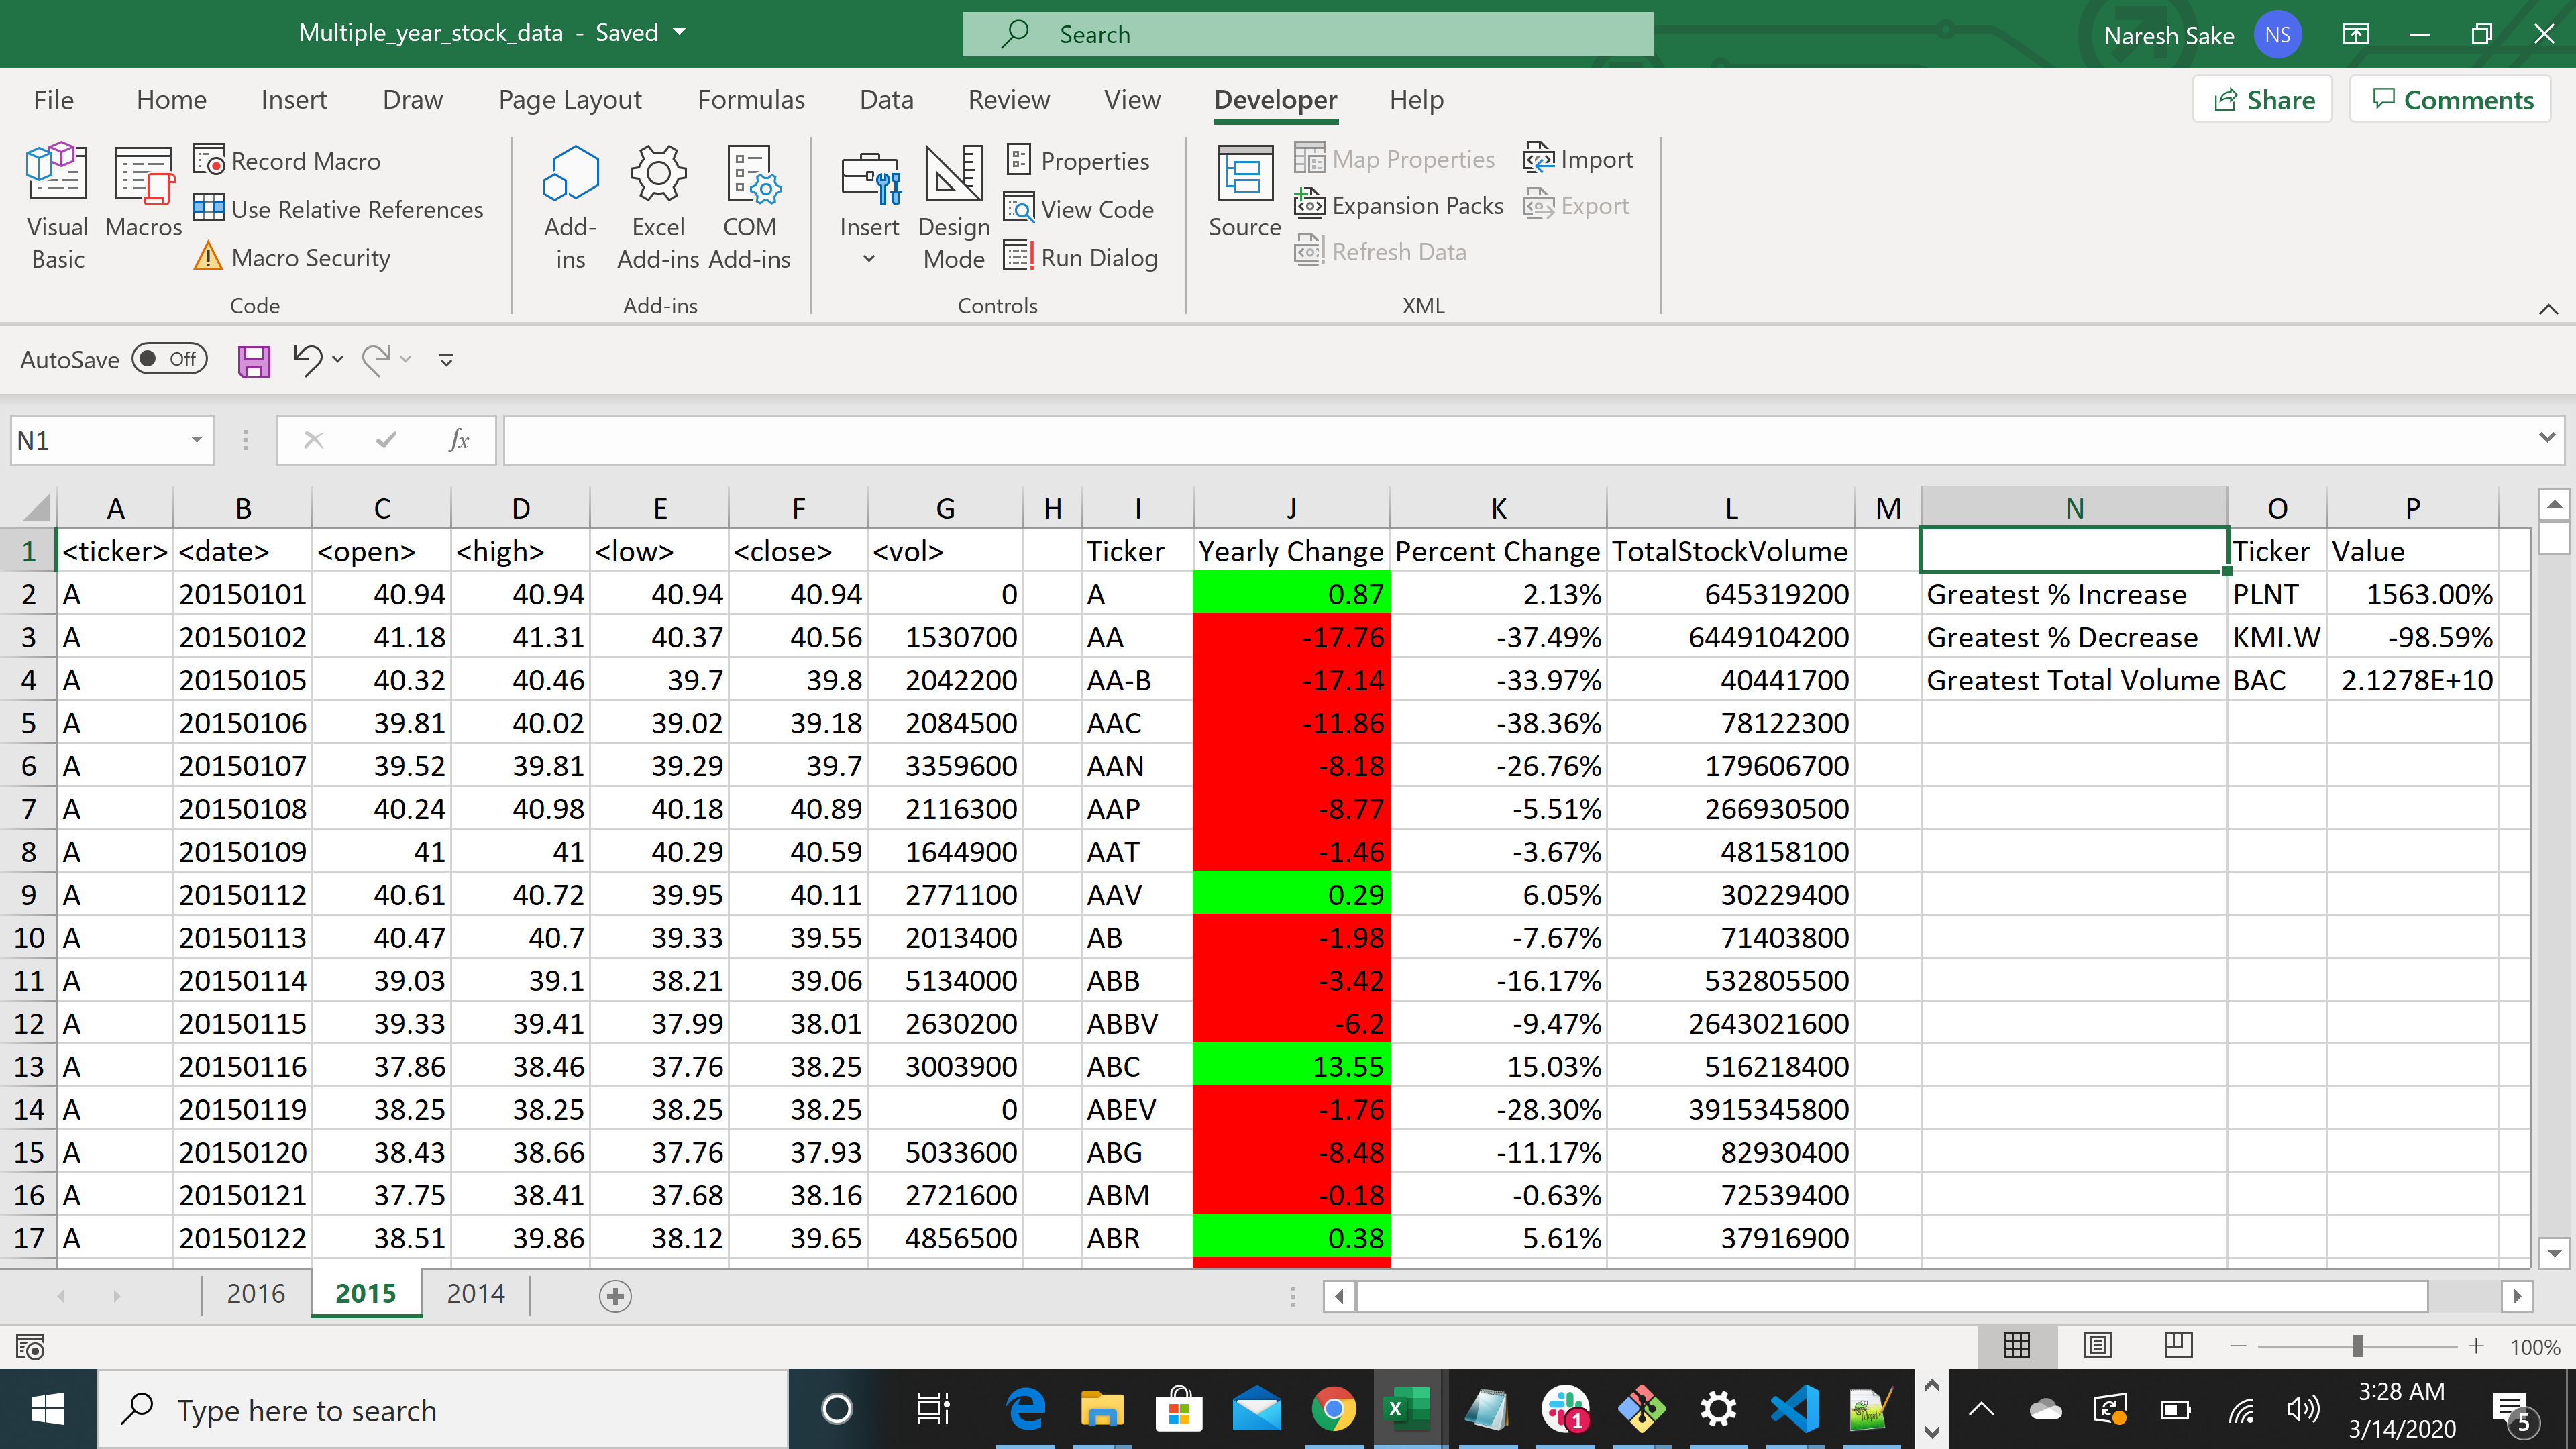 Multiple_year_stock_data - Saved
Search
Naresh Sake NS
File Home Insert Draw Page Layout Formulas Data Review View Developer Help Share Comments
Visual Basic
Macros
Record Macro
Use Relative References
Macro Security
Code
Add-ins
Excel Add-ins
COM Add-ins
Add-ins
Insert
Design Mode
Properties
View Code
Run Dialog
Controls
Source
Map Properties
Expansion Packs
Refresh Data
Import
Export
XML
AutoSave Off
N1 fx
A B C D E F G H I J K L M N O P
1 <ticker> <date> <open> <high> <low> <close> <vol> Ticker Yearly Change Percent Change TotalStockVolume Ticker Value
2 A 20150101 40.94 40.94 40.94 40.94 0 A 0.87 2.13% 645319200 Greatest % Increase PLNT 1563.00%
3 A 20150102 41.18 41.31 40.37 40.56 1530700 AA -17.76 -37.49% 6449104200 Greatest % Decrease KMI.W -98.59%
4 A 20150105 40.32 40.46 39.7 39.8 2042200 AA-B -17.14 -33.97% 40441700 Greatest Total Volume BAC 2.1278E+10
5 A 20150106 39.81 40.02 39.02 39.18 2084500 AAC -11.86 -38.36% 78122300
6 A 20150107 39.52 39.81 39.29 39.7 3359600 AAN -8.18 -26.76% 179606700
7 A 20150108 40.24 40.98 40.18 40.89 2116300 AAP -8.77 -5.51% 266930500
8 A 20150109 41 41 40.29 40.59 1644900 AAT -1.46 -3.67% 48158100
9 A 20150112 40.61 40.72 39.95 40.11 2771100 AAV 0.29 6.05% 30229400
10 A 20150113 40.47 40.7 39.33 39.55 2013400 AB -1.98 -7.67% 71403800
11 A 20150114 39.03 39.1 38.21 39.06 5134000 ABB -3.42 -16.17% 532805500
12 A 20150115 39.33 39.41 37.99 38.01 2630200 ABBV -6.2 -9.47% 2643021600
13 A 20150116 37.86 38.46 37.76 38.25 3003900 ABC 13.55 15.03% 516218400
14 A 20150119 38.25 38.25 38.25 38.25 0 ABEV -1.76 -28.30% 3915345800
15 A 20150120 38.43 38.66 37.76 37.93 5033600 ABG -8.48 -11.17% 82930400
16 A 20150121 37.75 38.41 37.68 38.16 2721600 ABM -0.18 -0.63% 72539400
17 A 20150122 38.51 39.86 38.12 39.65 4856500 ABR 0.38 5.61% 37916900
2016 2015 2014
100%
Type here to search
1
3:28 AM
3/14/2020
5